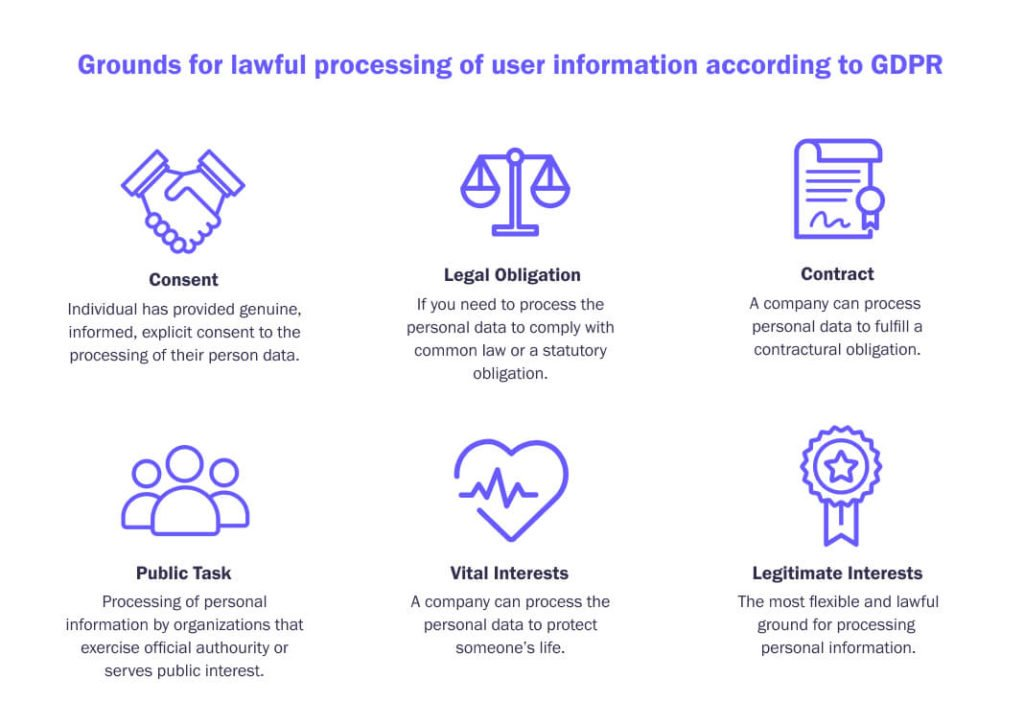 Grounds for lawful processing of user information according to GDPR
Consent
Individual has provided genuine,
informed, explicit consent to the
processing of their person data.
Legal Obligation
If you need to process the
personal data to comply with
common law or a statutory
obligation.
Contract
A company can process
personal data to fulfill a
contractural obligation.
Public Task
Processing of personal
information by organizations that
exercise official authourity or
serves public interest.
Vital Interests
A company can process the
personal data to protect
someone's life.
Legitimate Interests
The most flexible and lawful
ground for processing
personal information.